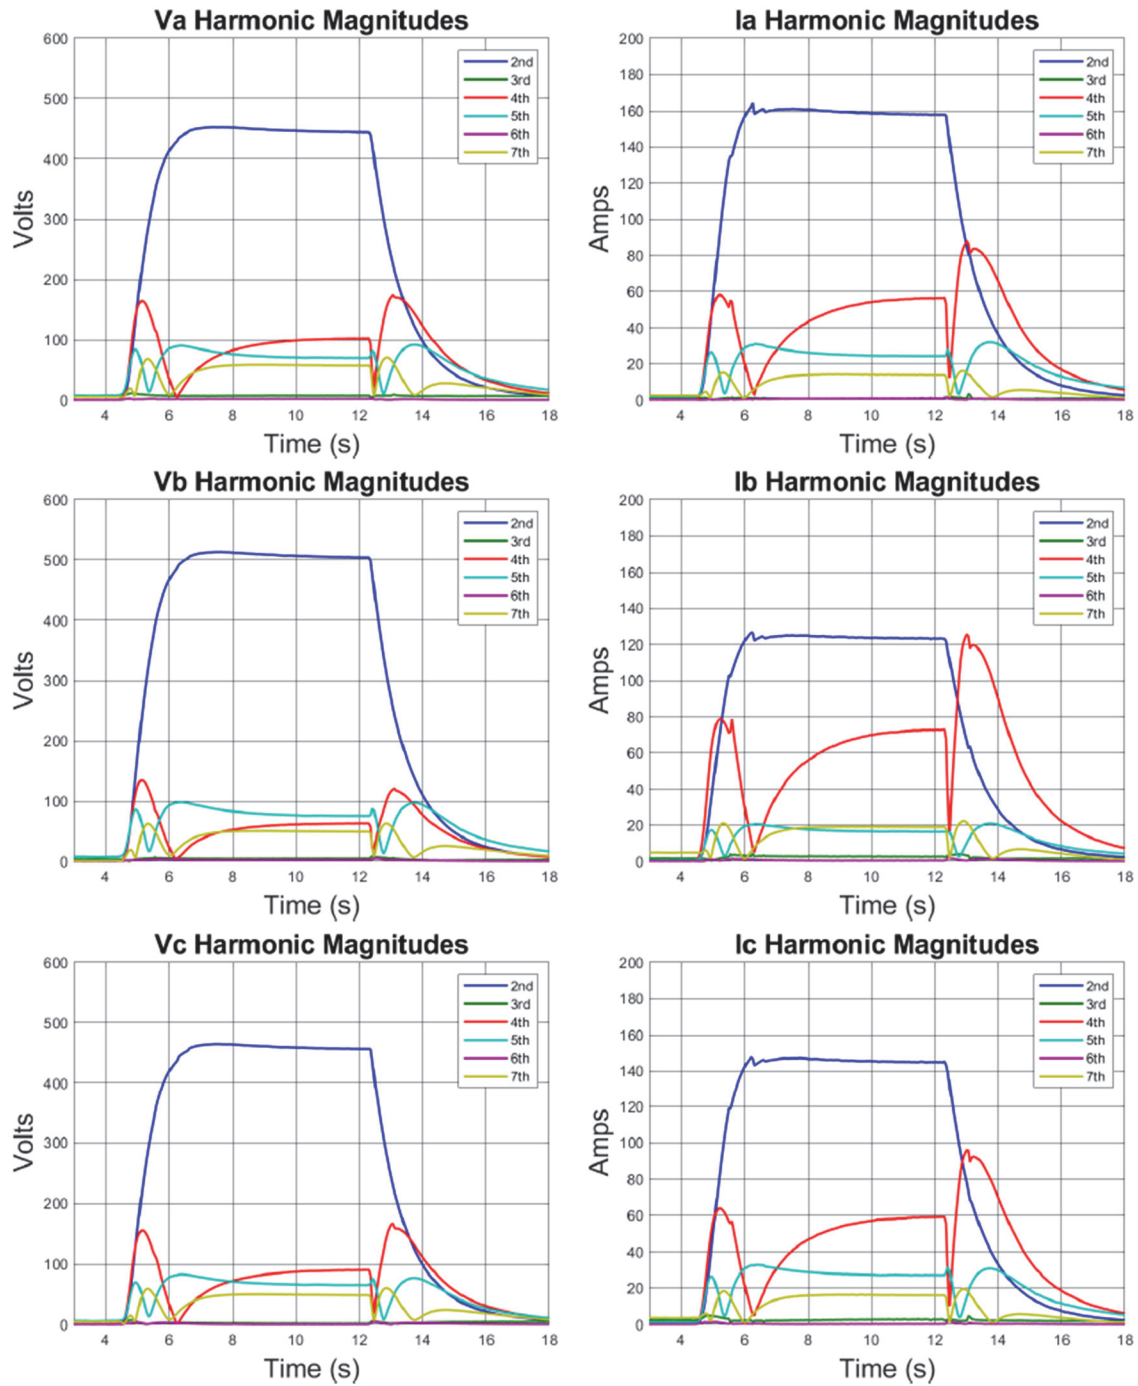 Va Harmonic Magnitudes
600
500
400
300
200
100
0
Volts
4 6 8 10 12 14 16 18
Time (s)
2nd
3rd
4th
5th
6th
7th
Ia Harmonic Magnitudes
200
180
160
140
120
100
80
60
40
20
0
Amps
4 6 8 10 12 14 16 18
Time (s)
2nd
3rd
4th
5th
6th
7th
Vb Harmonic Magnitudes
600
500
400
300
200
100
0
Volts
4 6 8 10 12 14 16 18
Time (s)
2nd
3rd
4th
5th
6th
7th
Ib Harmonic Magnitudes
200
180
160
140
120
100
80
60
40
20
0
Amps
4 6 8 10 12 14 16 18
Time (s)
2nd
3rd
4th
5th
6th
7th
Vc Harmonic Magnitudes
600
500
400
300
200
100
0
Volts
4 6 8 10 12 14 16 18
Time (s)
2nd
3rd
4th
5th
6th
7th
Ic Harmonic Magnitudes
200
180
160
140
120
100
80
60
40
20
0
Amps
4 6 8 10 12 14 16 18
Time (s)
2nd
3rd
4th
5th
6th
7th